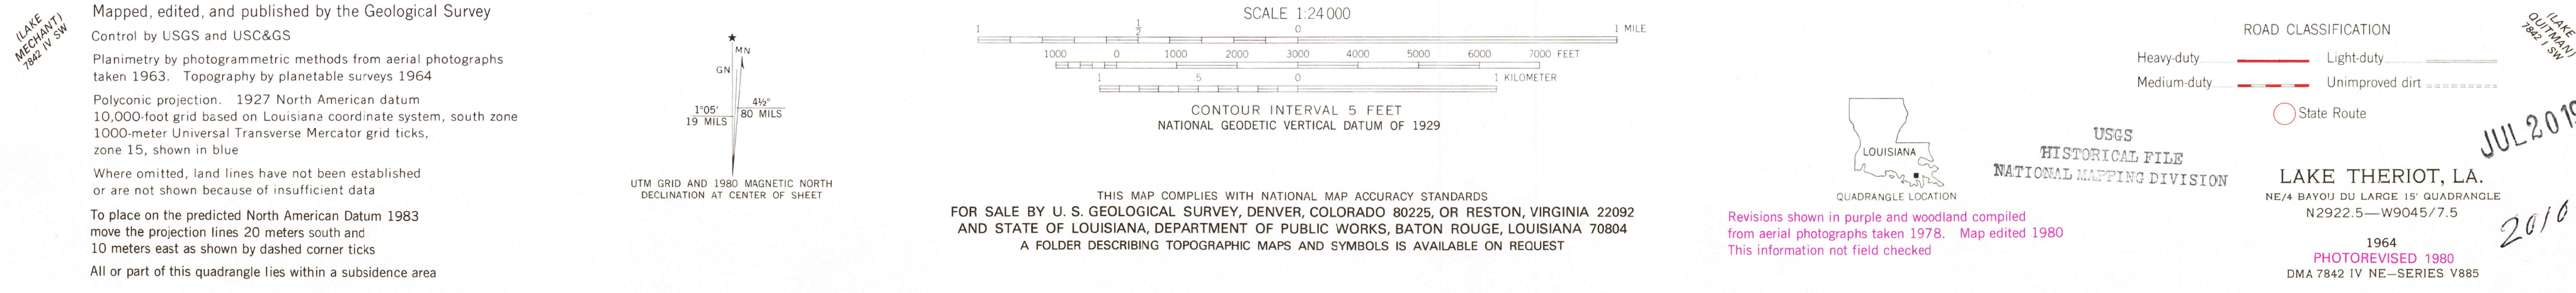 (LAKE
MECHANT)
7842 IV SW
Mapped, edited, and published by the Geological Survey
Control by USGS and USC&GS
Planimetry by photogrammetric methods from aerial photographs
taken 1963. Topography by planetable surveys 1964
Polyconic projection. 1927 North American datum
10,000-foot grid based on Louisiana coordinate system, south zone
1000-meter Universal Transverse Mercator grid ticks,
zone 15, shown in blue
Where omitted, land lines have not been established
or are not shown because of insufficient data
To place on the predicted North American Datum 1983
move the projection lines 20 meters south and
10 meters east as shown by dashed corner ticks
All or part of this quadrangle lies within a subsidence area
★
MN
GN
1°05′
19 MILS
4½°
80 MILS
UTM GRID AND 1980 MAGNETIC NORTH
DECLINATION AT CENTER OF SHEET
SCALE 1:24 000
1 ½ 0 1 MILE
1000 0 1000 2000 3000 4000 5000 6000 7000 FEET
1 .5 0 1 KILOMETER
CONTOUR INTERVAL 5 FEET
NATIONAL GEODETIC VERTICAL DATUM OF 1929
THIS MAP COMPLIES WITH NATIONAL MAP ACCURACY STANDARDS
FOR SALE BY U. S. GEOLOGICAL SURVEY, DENVER, COLORADO 80225, OR RESTON, VIRGINIA 22092
AND STATE OF LOUISIANA, DEPARTMENT OF PUBLIC WORKS, BATON ROUGE, LOUISIANA 70804
A FOLDER DESCRIBING TOPOGRAPHIC MAPS AND SYMBOLS IS AVAILABLE ON REQUEST
LOUISIANA
QUADRANGLE LOCATION
Revisions shown in purple and woodland compiled
from aerial photographs taken 1978. Map edited 1980
This information not field checked
USGS
HISTORICAL FILE
NATIONAL MAPPING DIVISION
ROAD CLASSIFICATION
Heavy-duty Light-duty
Medium-duty Unimproved dirt
State Route
(LAKE
QUITMAN)
7842 I SW
JUL 2019
LAKE THERIOT, LA.
NE/4 BAYOU DU LARGE 15' QUADRANGLE
N2922.5—W9045/7.5
2010
1964
PHOTOREVISED 1980
DMA 7842 IV NE—SERIES V885